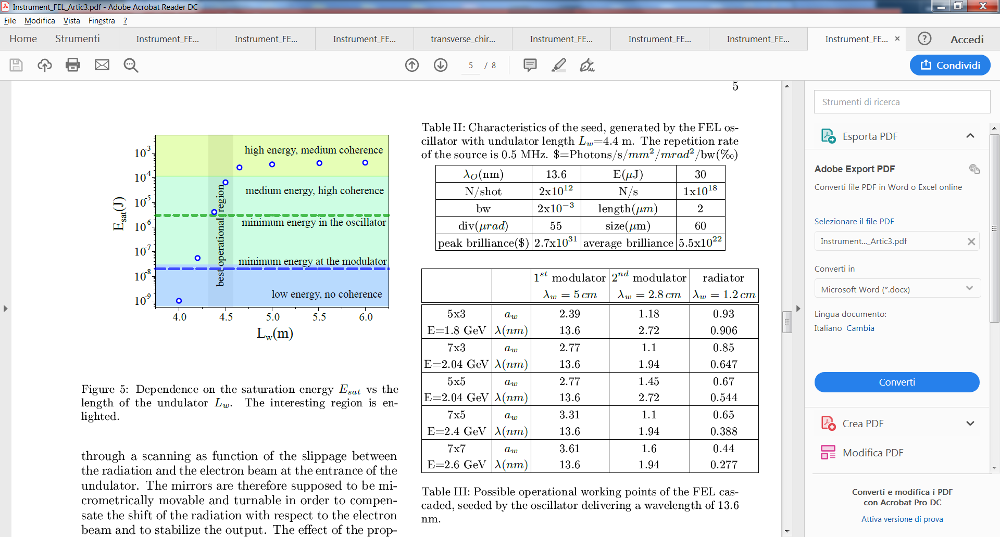 Instrument_FEL_Artic3.pdf - Adobe Acrobat Reader DC
File Modifica Vista Finestra ?
Home Strumenti Instrument_FE... Instrument_FE... Instrument_FE... transverse_chir... Instrument_FE... Instrument_FE... Instrument_FE... Instrument_FE... × ? Accedi
5 / 8 Condividi
5
10⁻³
10⁻⁴
10⁻⁵
10⁻⁶
10⁻⁷
10⁻⁸
10⁻⁹
E_sat(J)
high energy, medium coherence
medium energy, high coherence
minimum energy in the oscillator
minimum energy at the modulator
low energy, no coherence
best operational region
4.0 4.5 5.0 5.5 6.0
L_w(m)
Figure 5: Dependence on the saturation energy E_sat vs the
length of the undulator L_w. The interesting region is en-
lighted.
through a scanning as function of the slippage between
the radiation and the electron beam at the entrance of the
undulator. The mirrors are therefore supposed to be mi-
crometrically movable and turnable in order to compen-
sate the shift of the radiation with respect to the electron
beam and to stabilize the output. The effect of the prop-
Table II: Characteristics of the seed, generated by the FEL os-
cillator with undulator length L_w=4.4 m. The repetition rate
of the source is 0.5 MHz. $=Photons/s/mm²/mrad²/bw(‰)
λ_O(nm) 13.6 E(μJ) 30
N/shot 2x10¹² N/s 1x10¹⁸
bw 2x10⁻³ length(μm) 2
div(μrad) 55 size(μm) 60
peak brilliance($) 2.7x10³¹ average brilliance 5.5x10²²
1ˢᵗ modulator 2ⁿᵈ modulator radiator
λ_w = 5 cm λ_w = 2.8 cm λ_w = 1.2 cm
5x3 a_w 2.39 1.18 0.93
E=1.8 GeV λ(nm) 13.6 2.72 0.906
7x3 a_w 2.77 1.1 0.85
E=2.04 GeV λ(nm) 13.6 1.94 0.647
5x5 a_w 2.77 1.45 0.67
E=2.04 GeV λ(nm) 13.6 2.72 0.544
7x5 a_w 3.31 1.1 0.65
E=2.4 GeV λ(nm) 13.6 1.94 0.388
7x7 a_w 3.61 1.6 0.44
E=2.6 GeV λ(nm) 13.6 1.94 0.277
Table III: Possible operational working points of the FEL cas-
caded, seeded by the oscillator delivering a wavelength of 13.6
nm.
Strumenti di ricerca
Esporta PDF
Adobe Export PDF
Converti file PDF in Word o Excel online
Selezionare il file PDF
Instrument..._Artic3.pdf
Converti in
Microsoft Word (*.docx)
Lingua documento:
Italiano Cambia
Converti
Crea PDF
Modifica PDF
Converti e modifica i PDF
con Acrobat Pro DC
Attiva versione di prova